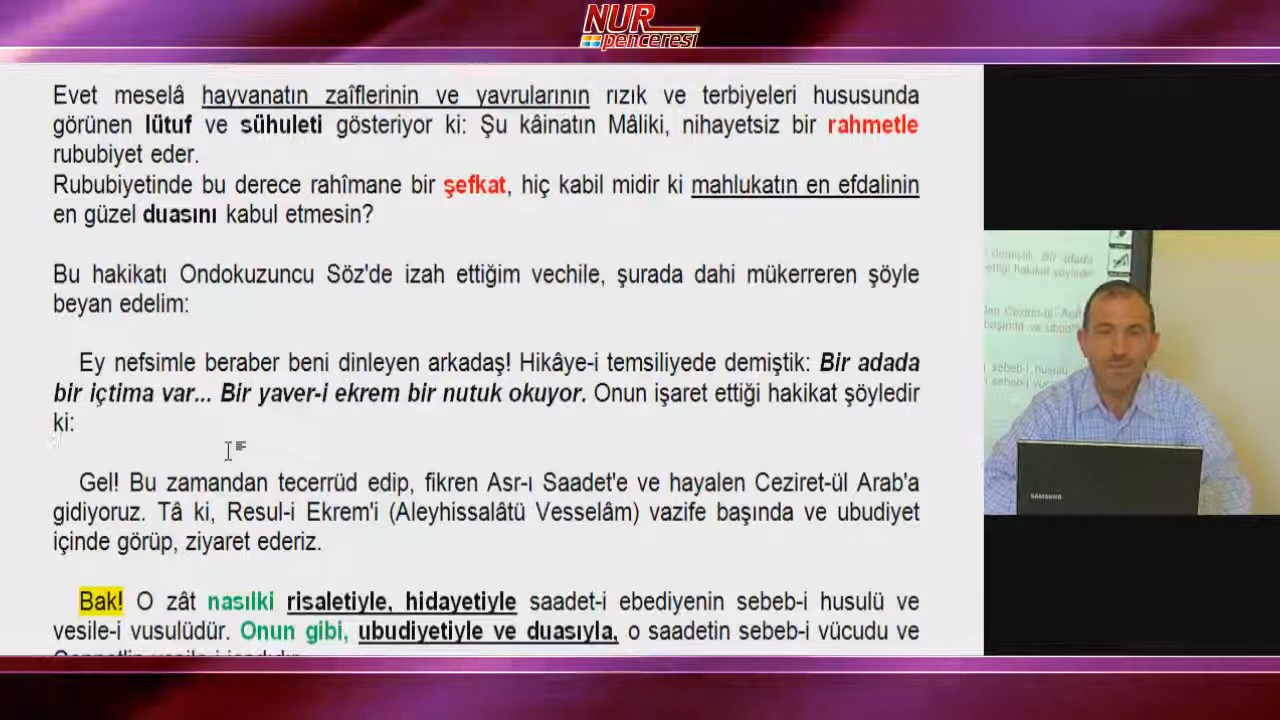 NUR
penceresi
Evet meselâ hayvanatın zaîflerinin ve yavrularının rızık ve terbiyeleri hususunda
görünen lütuf ve sühuleti gösteriyor ki: Şu kâinatın Mâliki, nihayetsiz bir rahmetle
rububiyet eder.
Rububiyetinde bu derece rahîmane bir şefkat, hiç kabil midir ki mahlukatın en efdalinin
en güzel duasını kabul etmesin?
Bu hakikatı Ondokuzuncu Söz'de izah ettiğim vechile, şurada dahi mükerreren şöyle
beyan edelim:
Ey nefsimle beraber beni dinleyen arkadaş! Hikâye-i temsiliyede demiştik: Bir adada
bir içtima var... Bir yaver-i ekrem bir nutuk okuyor. Onun işaret ettiği hakikat şöyledir
ki:
Gel! Bu zamandan tecerrüd edip, fikren Asr-ı Saadet'e ve hayalen Ceziret-ül Arab'a
gidiyoruz. Tâ ki, Resul-i Ekrem'i (Aleyhissalâtü Vesselâm) vazife başında ve ubudiyet
içinde görüp, ziyaret ederiz.
Bak! O zât nasılki risaletiyle, hidayetiyle saadet-i ebediyenin sebeb-i husulü ve
vesile-i vusulüdür. Onun gibi, ubudiyetiyle ve duasıyla, o saadetin sebeb-i vücudu ve
SAMSUNG